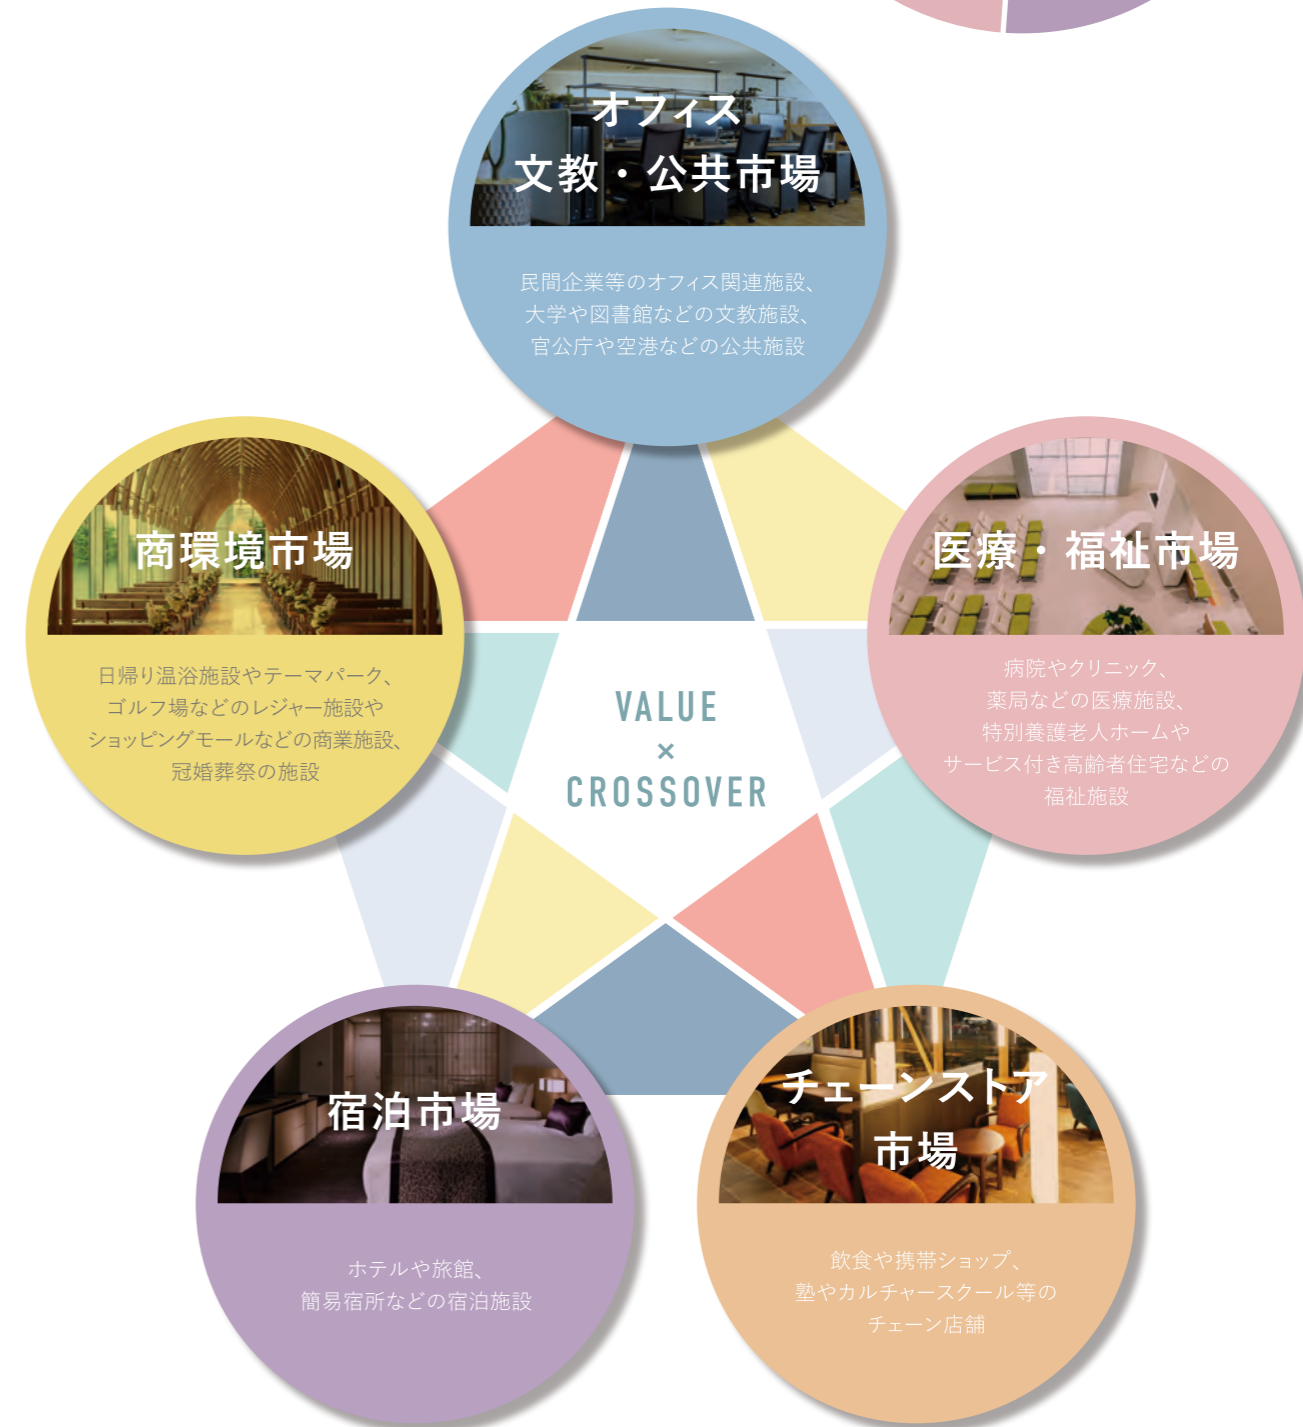 オフィス
文教・公共市場
民間企業等のオフィス関連施設、
大学や図書館などの文教施設、
官公庁や空港などの公共施設
商環境市場
日帰り温浴施設やテーマパーク、
ゴルフ場などのレジャー施設や
ショッピングモールなどの商業施設、
冠婚葬祭の施設
医療・福祉市場
病院やクリニック、
薬局などの医療施設、
特別養護老人ホームや
サービス付き高齢者住宅などの
福祉施設
VALUE
×
CROSSOVER
宿泊市場
ホテルや旅館、
簡易宿所などの宿泊施設
チェーンストア
市場
飲食や携帯ショップ、
塾やカルチャースクール等の
チェーン店舗